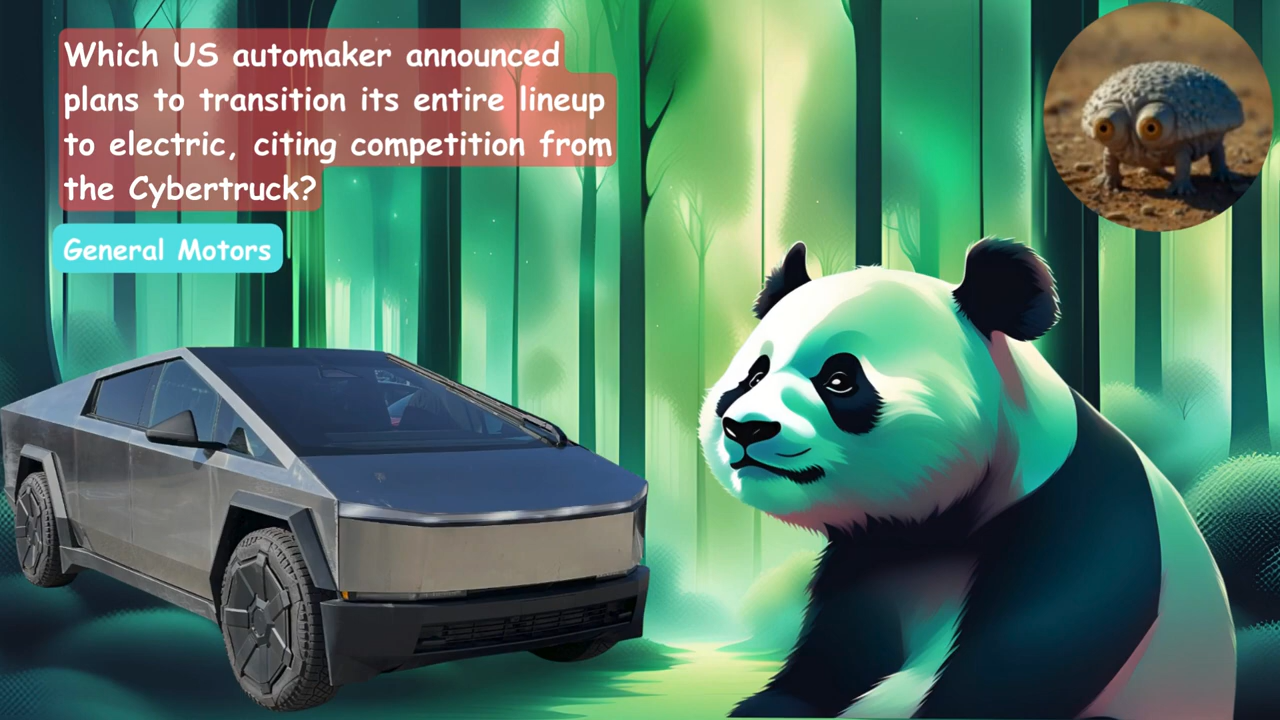 Which US automaker announced
plans to transition its entire lineup
to electric, citing competition from
the Cybertruck?
General Motors